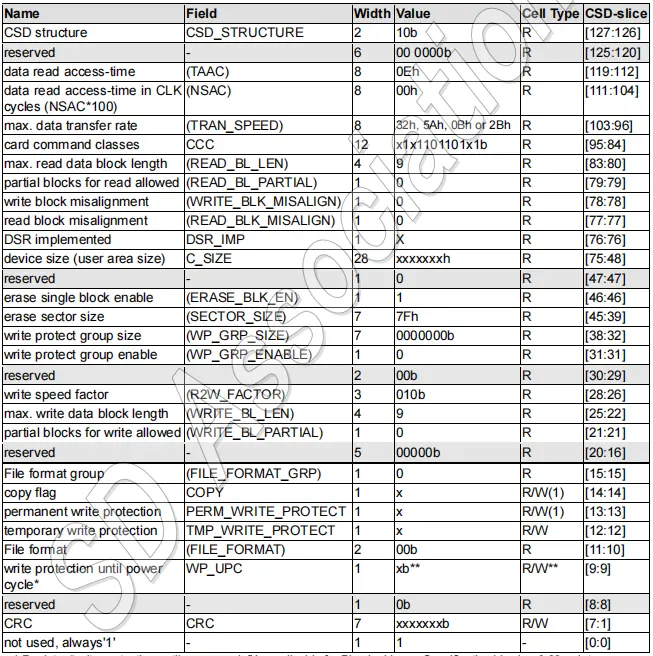 Name Field Width Value Cell Type CSD-slice
CSD structure CSD_STRUCTURE 2 10b R [127:126]
reserved - 6 00 0000b R [125:120]
data read access-time (TAAC) 8 0Eh R [119:112]
data read access-time in CLK (NSAC) 8 00h R [111:104]
cycles (NSAC*100)
max. data transfer rate (TRAN_SPEED) 8 32h, 5Ah, 0Bh or 2Bh R [103:96]
card command classes CCC 12 x1x1101101x1b R [95:84]
max. read data block length (READ_BL_LEN) 4 9 R [83:80]
partial blocks for read allowed (READ_BL_PARTIAL) 1 0 R [79:79]
write block misalignment (WRITE_BLK_MISALIGN) 1 0 R [78:78]
read block misalignment (READ_BLK_MISALIGN) 1 0 R [77:77]
DSR implemented DSR_IMP 1 X R [76:76]
device size (user area size) C_SIZE 28 xxxxxxxh R [75:48]
reserved - 1 0 R [47:47]
erase single block enable (ERASE_BLK_EN) 1 1 R [46:46]
erase sector size (SECTOR_SIZE) 7 7Fh R [45:39]
write protect group size (WP_GRP_SIZE) 7 0000000b R [38:32]
write protect group enable (WP_GRP_ENABLE) 1 0 R [31:31]
reserved 2 00b R [30:29]
write speed factor (R2W_FACTOR) 3 010b R [28:26]
max. write data block length (WRITE_BL_LEN) 4 9 R [25:22]
partial blocks for write allowed (WRITE_BL_PARTIAL) 1 0 R [21:21]
reserved - 5 00000b R [20:16]
File format group (FILE_FORMAT_GRP) 1 0 R [15:15]
copy flag COPY 1 x R/W(1) [14:14]
permanent write protection PERM_WRITE_PROTECT 1 x R/W(1) [13:13]
temporary write protection TMP_WRITE_PROTECT 1 x R/W [12:12]
File format (FILE_FORMAT) 2 00b R [11:10]
write protection until power WP_UPC 1 xb** R/W** [9:9]
cycle*
reserved - 1 0b R [8:8]
CRC CRC 7 xxxxxxxb R/W [7:1]
not used, always'1' - 1 1 - [0:0]
SD Association